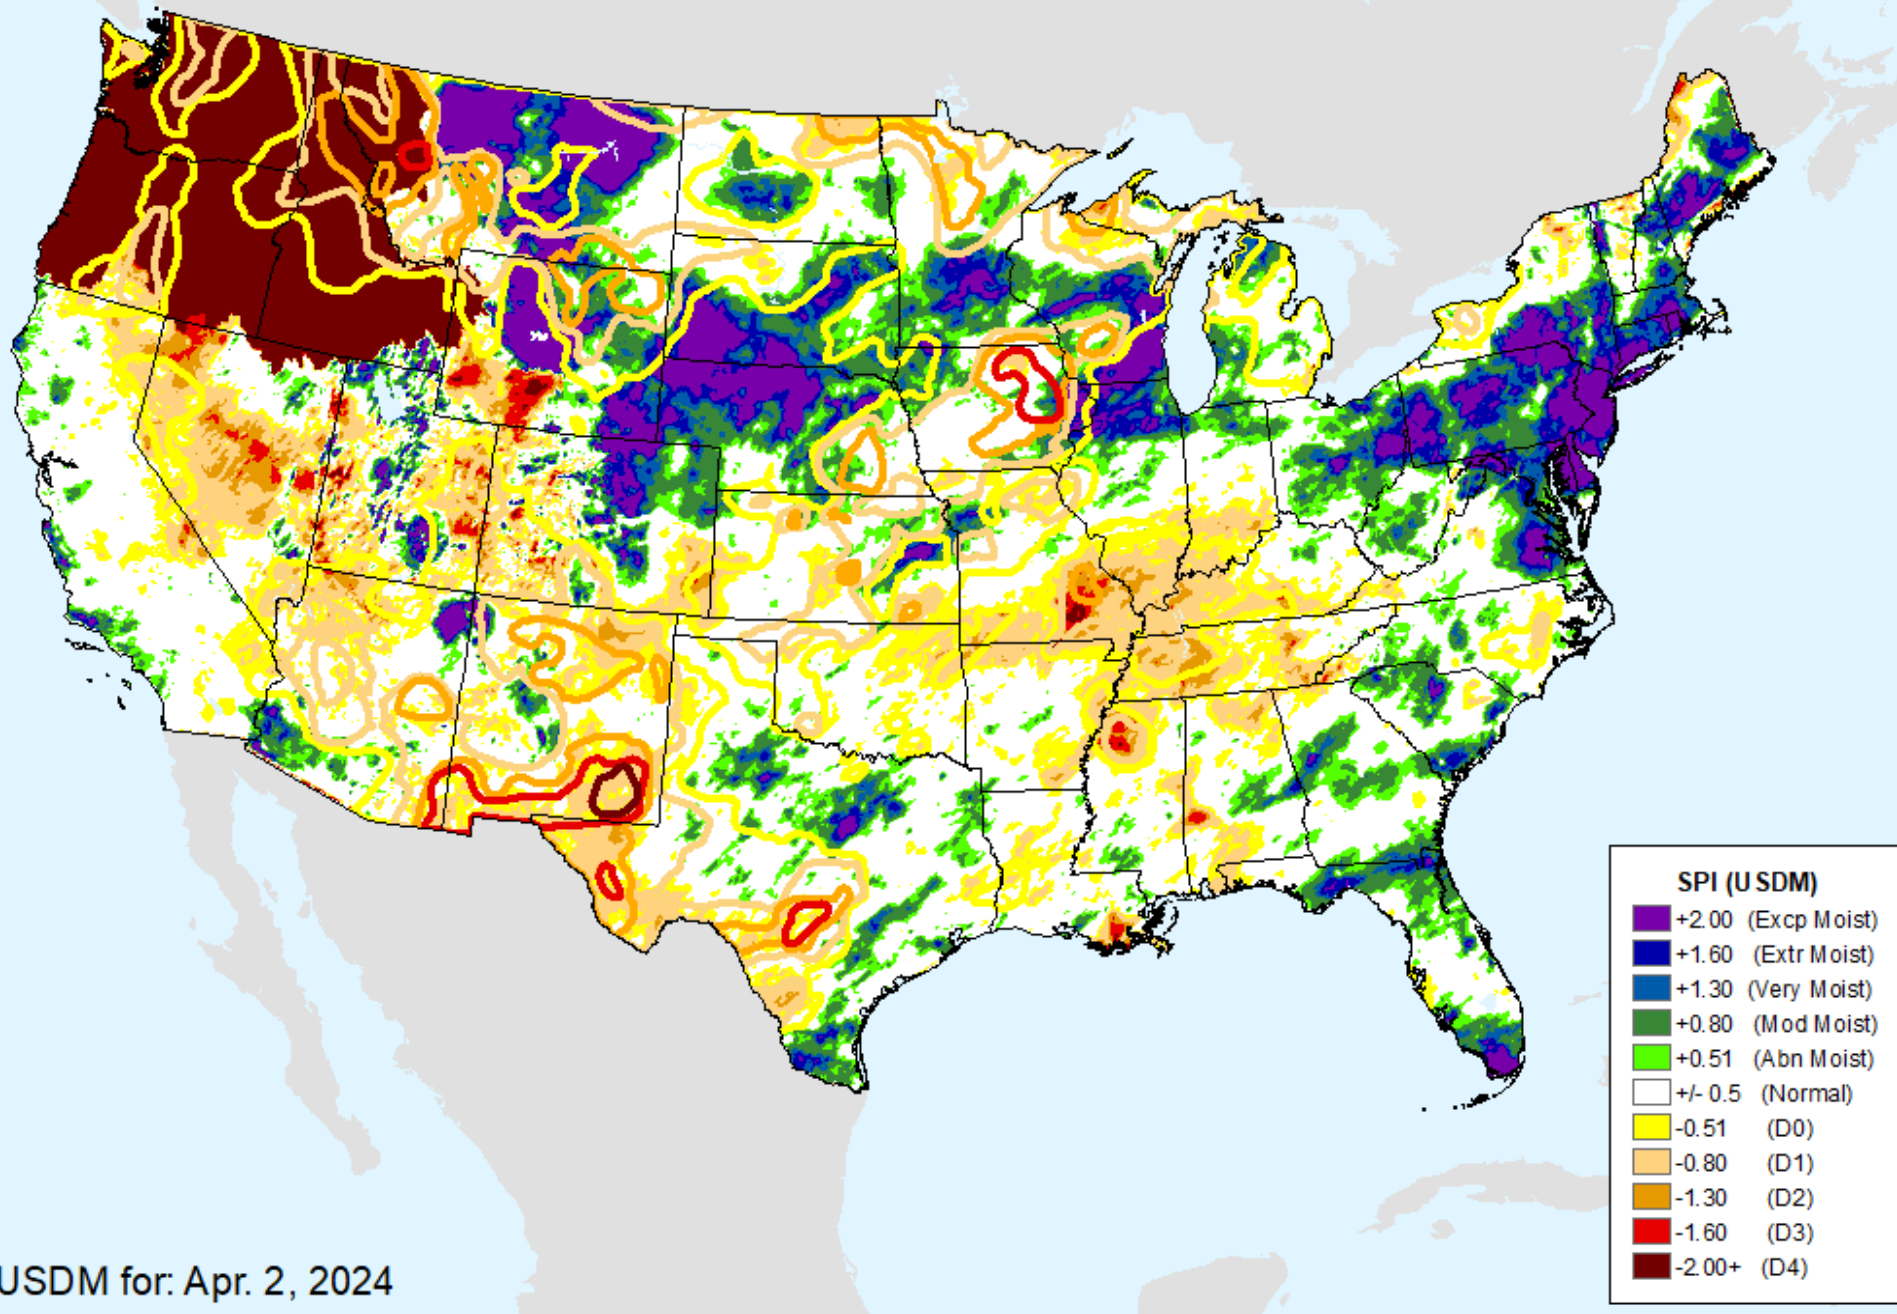 SPI (USDM)
+2.00 (Excp Moist)
+1.60 (Extr Moist)
+1.30 (Very Moist)
+0.80 (Mod Moist)
+0.51 (Abn Moist)
+/- 0.5 (Normal)
-0.51 (D0)
-0.80 (D1)
-1.30 (D2)
-1.60 (D3)
-2.00+ (D4)
USDM for: Apr. 2, 2024